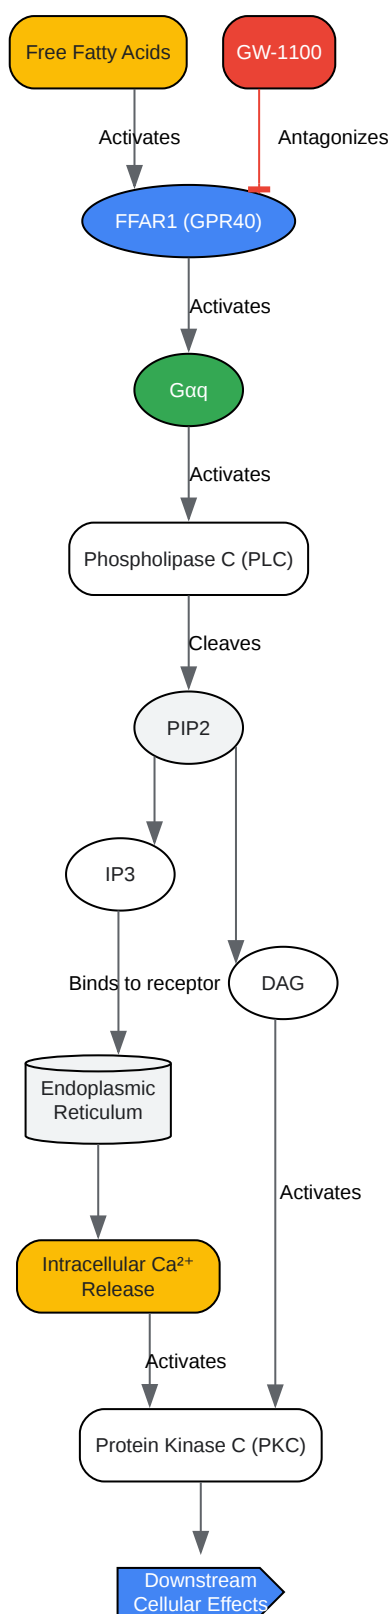 Free Fatty Acids
GW-1100
Activates
Antagonizes
FFAR1 (GPR40)
Activates
Gαq
Activates
Phospholipase C (PLC)
Cleaves
PIP2
IP3
Binds to receptor
DAG
Endoplasmic
Reticulum
Activates
Intracellular Ca²⁺
Release
Activates
Protein Kinase C (PKC)
Downstream
Cellular Effects